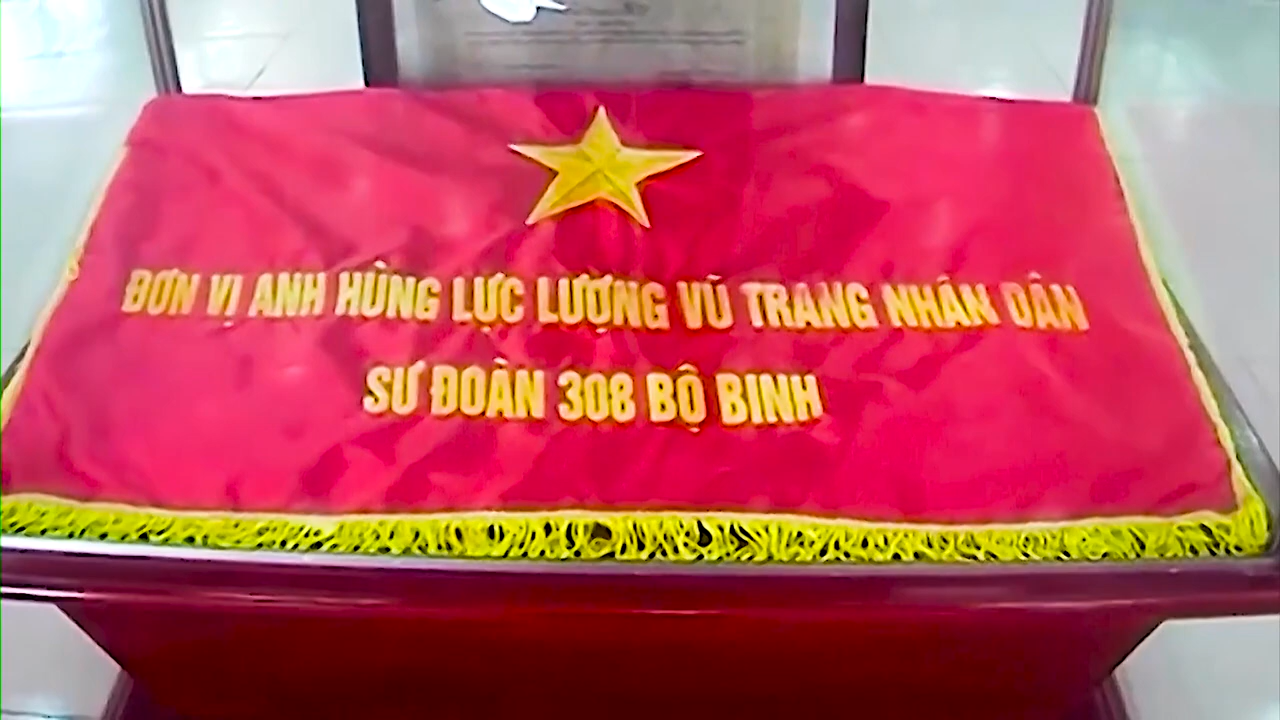 ĐƠN VỊ ANH HÙNG LỰC LƯỢNG VŨ TRANG NHÂN DÂN
SƯ ĐOÀN 308 BỘ BINH